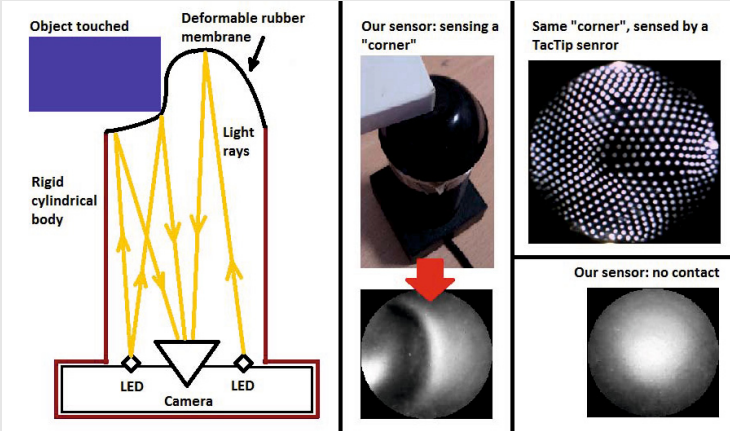 Object touched
Deformable rubber
membrane
Light
rays
Rigid
cylindrical
body
LED
LED
Camera
Our sensor: sensing a
"corner"
Same "corner", sensed by a
TacTip senror
Our sensor: no contact